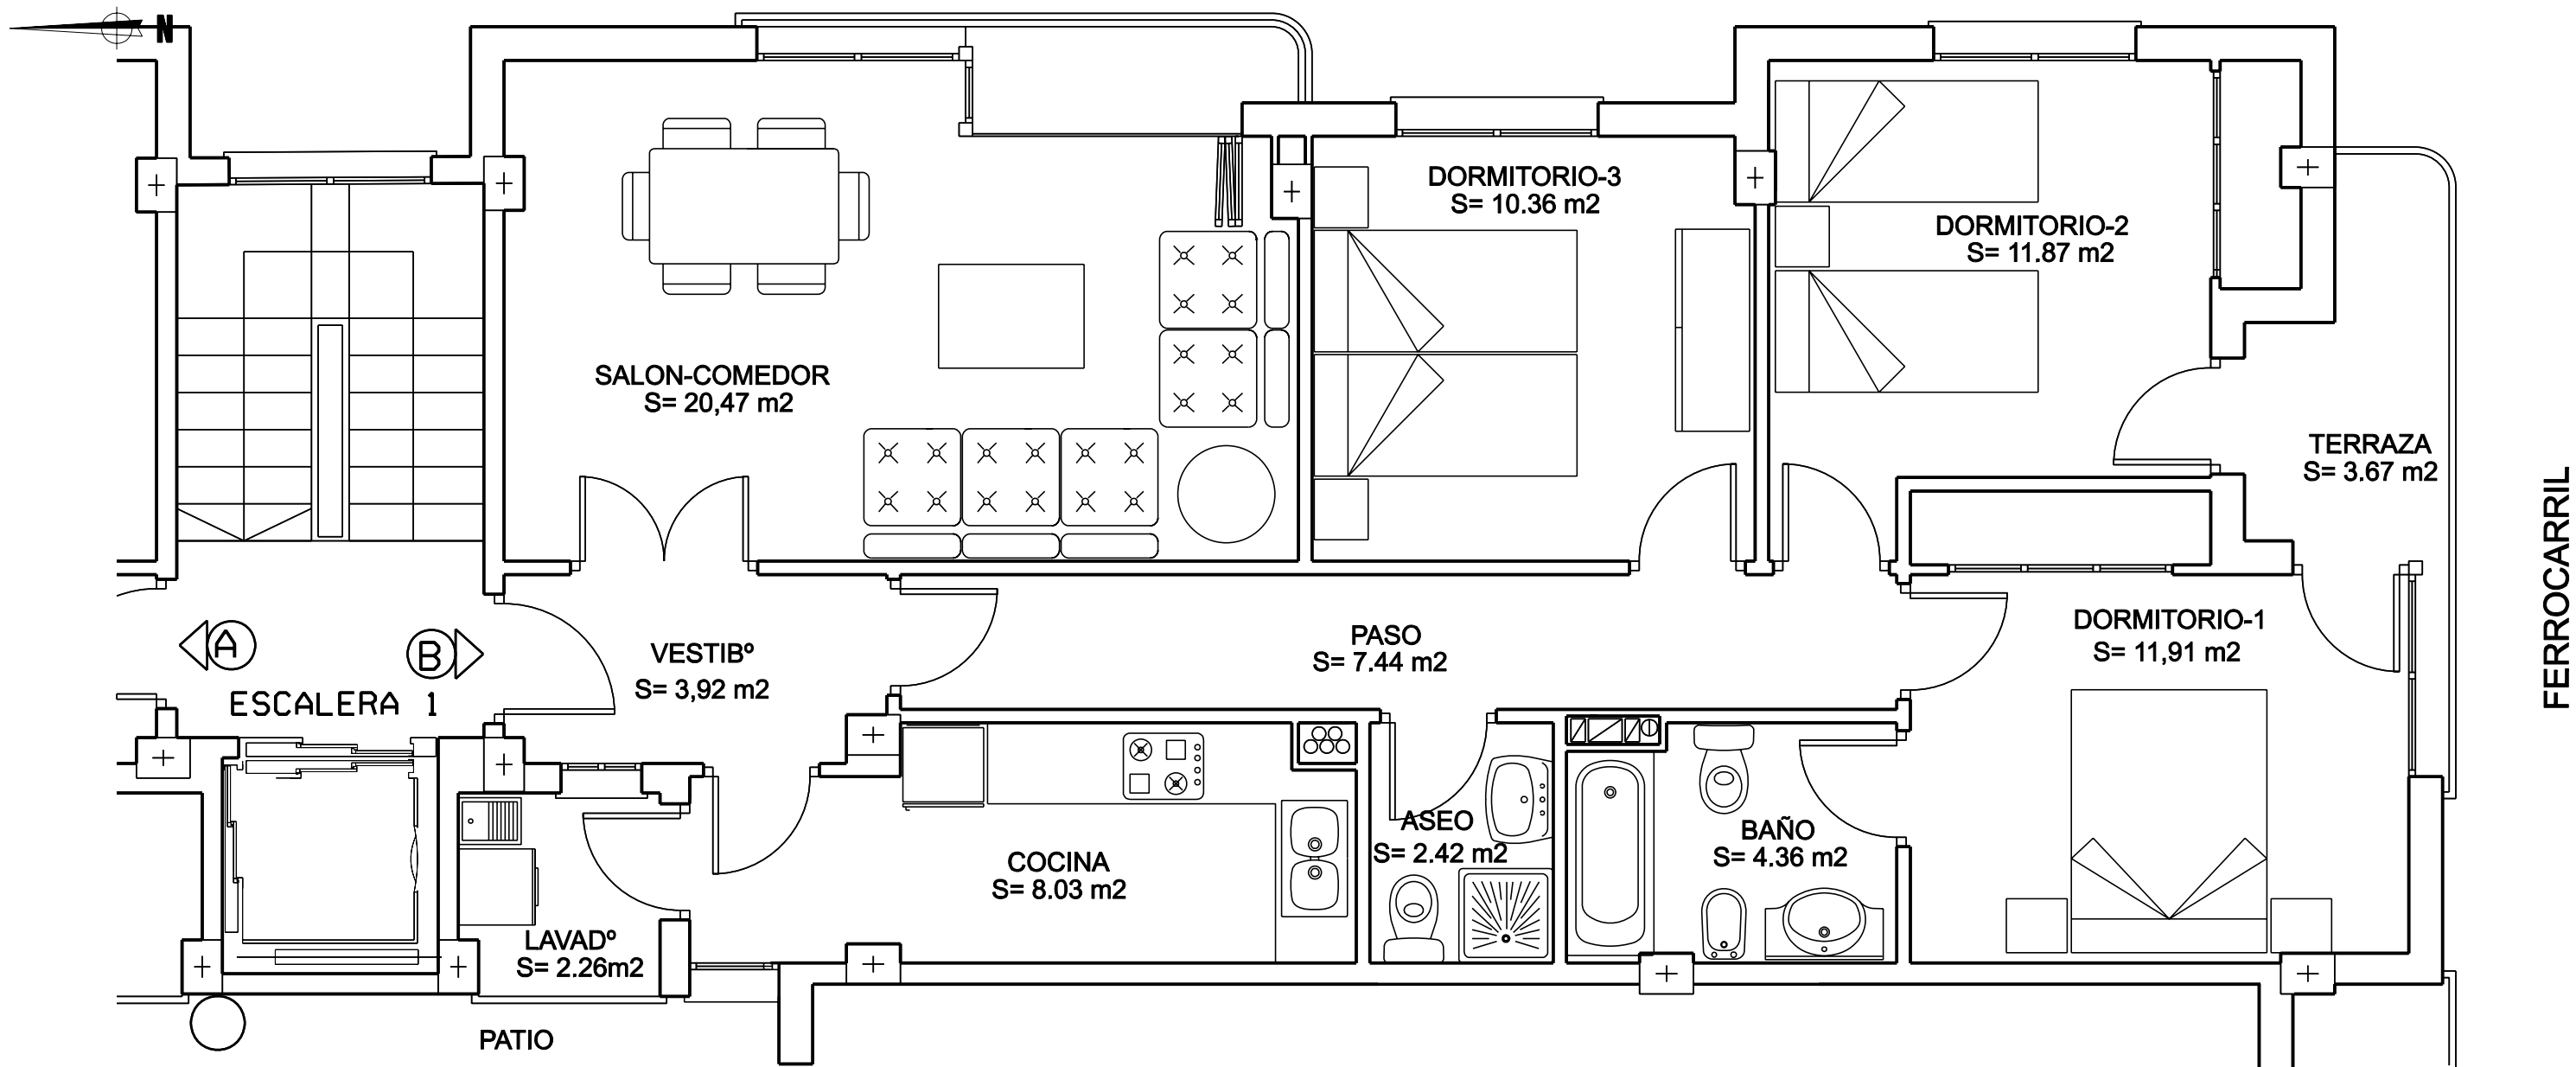 N
DORMITORIO-3
S= 10.36 m2
DORMITORIO-2
S= 11.87 m2
SALON-COMEDOR
S= 20,47 m2
TERRAZA
S= 3.67 m2
FERROCARRIL
A
B
ESCALERA 1
VESTIBº
S= 3,92 m2
PASO
S= 7.44 m2
DORMITORIO-1
S= 11,91 m2
COCINA
S= 8.03 m2
ASEO
S= 2.42 m2
BAÑO
S= 4.36 m2
LAVADº
S= 2.26m2
PATIO